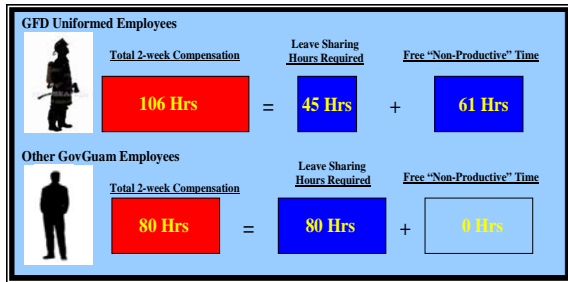 GFD Uniformed Employees
Total 2-week Compensation
Leave Sharing
Hours Required
Free “Non-Productive” Time
106 Hrs = 45 Hrs + 61 Hrs
Other GovGuam Employees
Total 2-week Compensation
Leave Sharing
Hours Required
Free “Non-Productive” Time
80 Hrs = 80 Hrs + 0 Hrs